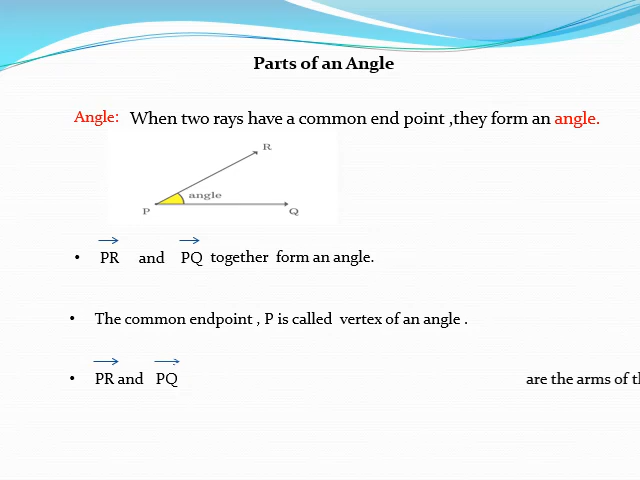 Parts of an Angle
Angle: When two rays have a common end point ,they form an angle.
R
angle
P
Q
• PR and PQ together form an angle.
• The common endpoint , P is called vertex of an angle .
• PR and PQ are the arms of